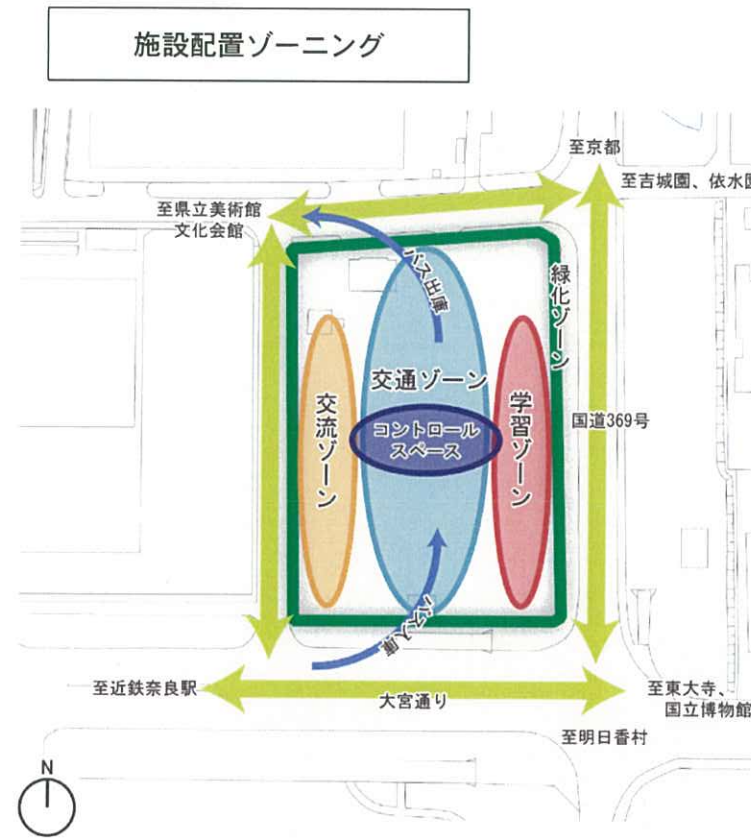 施設配置ゾーニング
至京都
至吉城園、依水園
至県立美術館
文化会館
バス出庫
緑化ゾーン
交通ゾーン
交流ゾーン
学習ゾーン
コントロール
スペース
国道369号
バス入庫
至近鉄奈良駅
大宮通り
至東大寺、
国立博物館
至明日香村
N